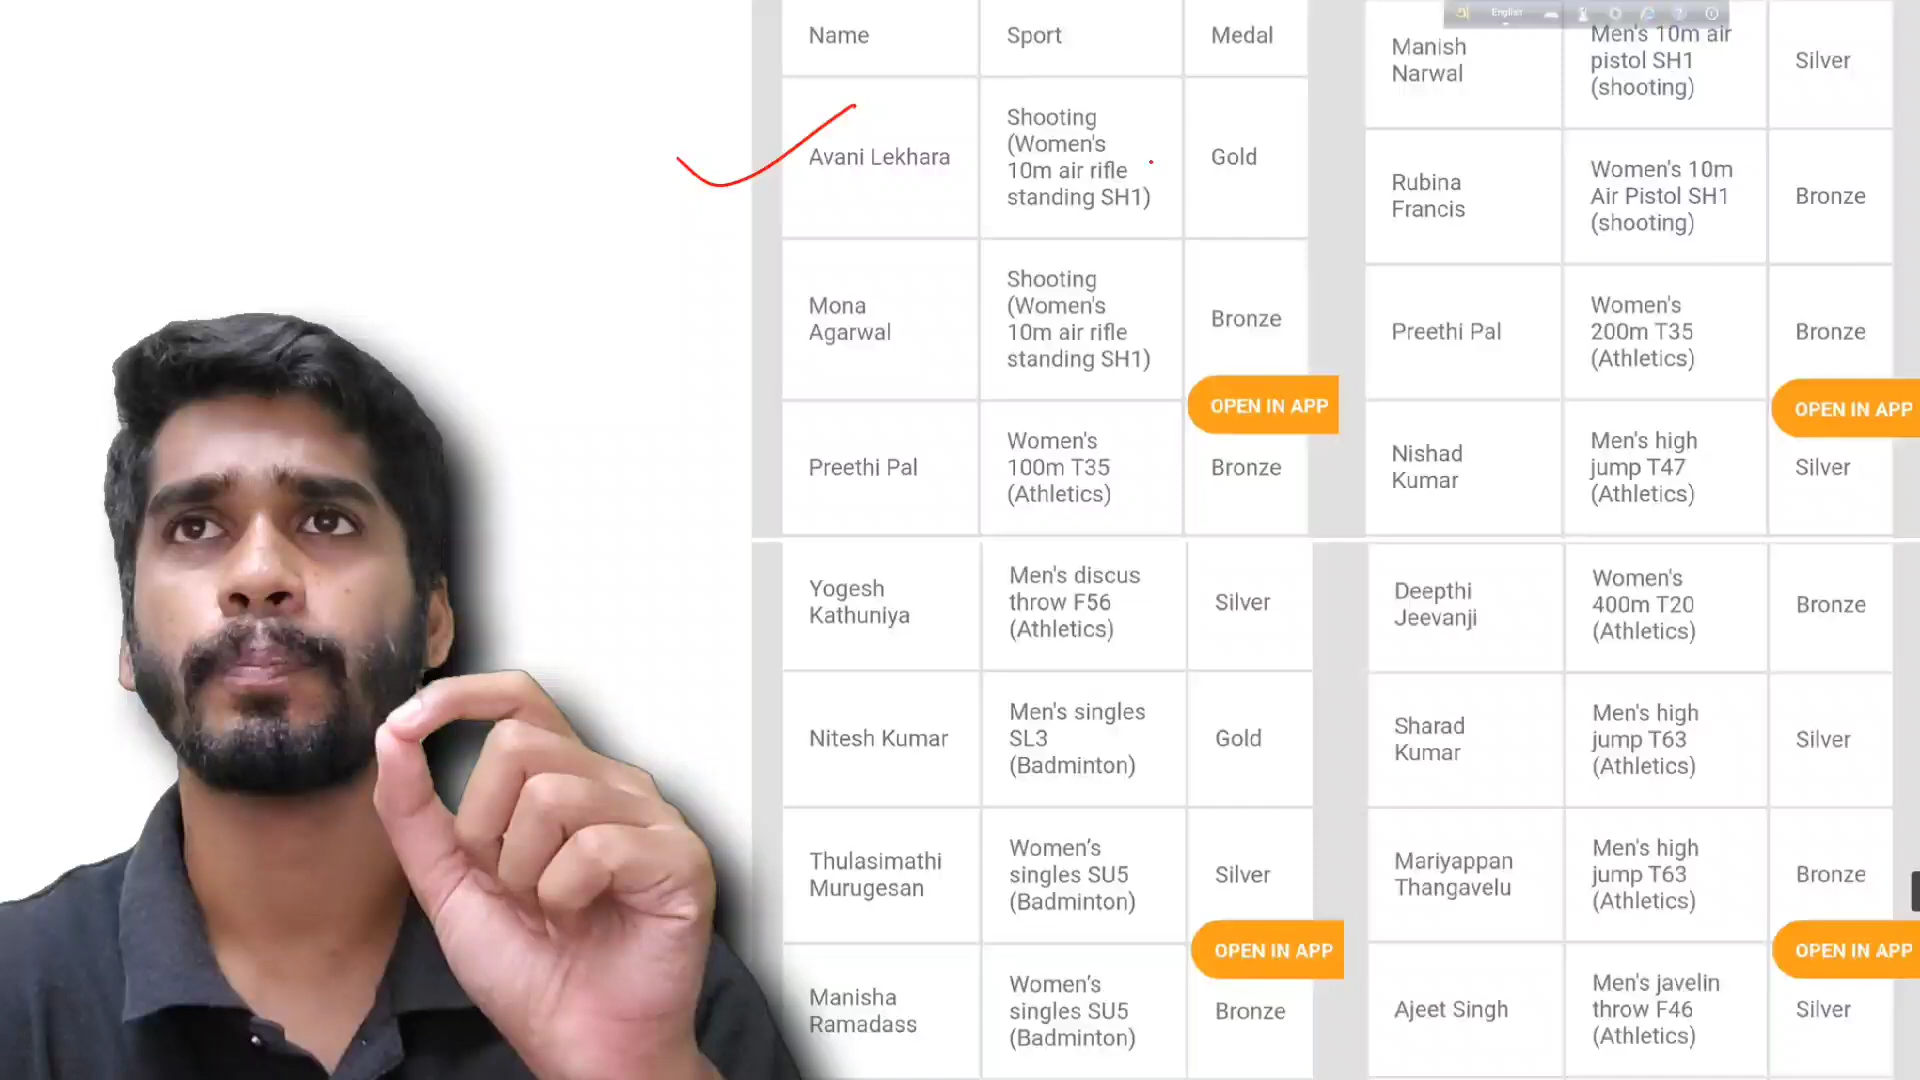 English
Name Sport Medal
Avani Lekhara
Shooting
(Women's
10m air rifle
standing SH1)
Gold
Mona
Agarwal
Shooting
(Women's
10m air rifle
standing SH1)
Bronze
OPEN IN APP
Preethi Pal
Women's
100m T35
(Athletics)
Bronze
Manish
Narwal
Men's 10m air
pistol SH1
(shooting)
Silver
Rubina
Francis
Women's 10m
Air Pistol SH1
(shooting)
Bronze
Preethi Pal
Women's
200m T35
(Athletics)
Bronze
OPEN IN APP
Nishad
Kumar
Men's high
jump T47
(Athletics)
Silver
Yogesh
Kathuniya
Men's discus
throw F56
(Athletics)
Silver
Nitesh Kumar
Men's singles
SL3
(Badminton)
Gold
Thulasimathi
Murugesan
Women’s
singles SU5
(Badminton)
Silver
OPEN IN APP
Manisha
Ramadass
Women’s
singles SU5
(Badminton)
Bronze
Deepthi
Jeevanji
Women's
400m T20
(Athletics)
Bronze
Sharad
Kumar
Men's high
jump T63
(Athletics)
Silver
Mariyappan
Thangavelu
Men's high
jump T63
(Athletics)
Bronze
OPEN IN APP
Ajeet Singh
Men's javelin
throw F46
(Athletics)
Silver